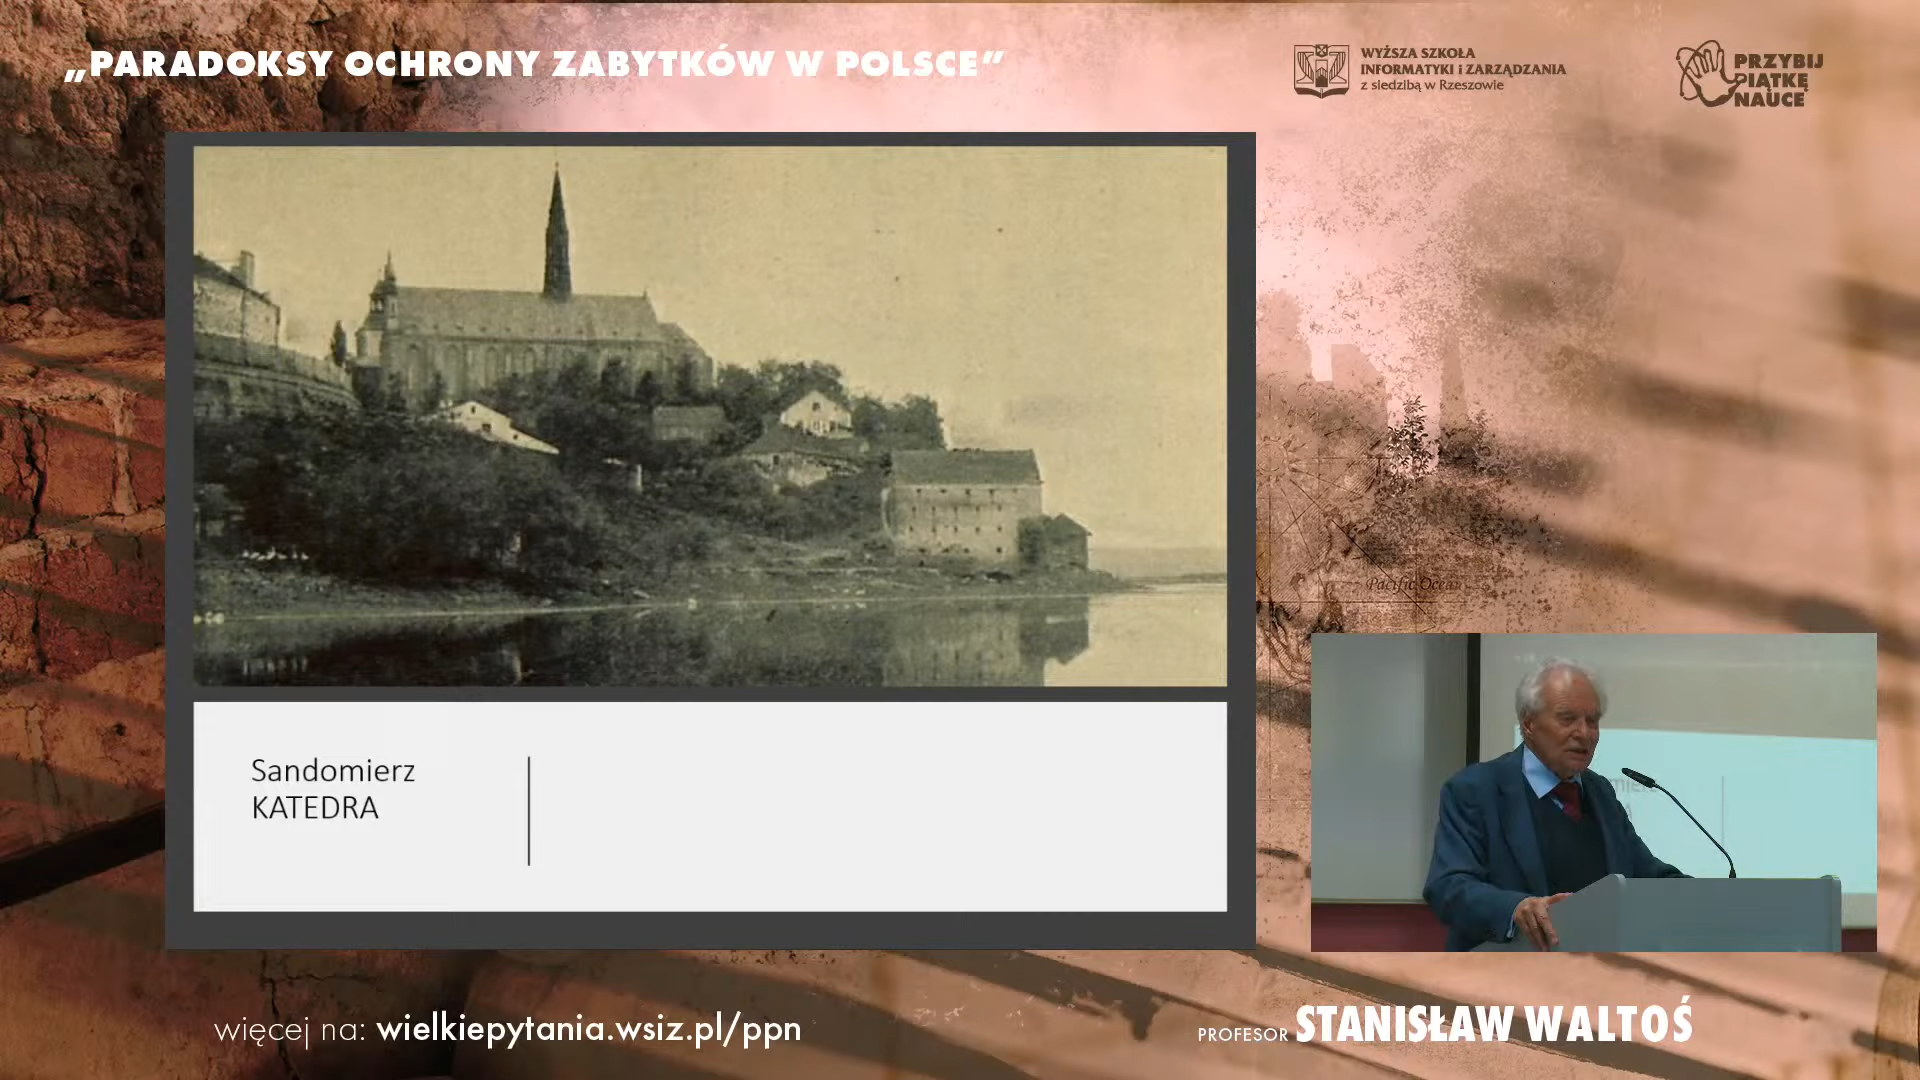 „PARADOKSY OCHRONY ZABYTKÓW W POLSCE”
WYŻSZA SZKOŁA
INFORMATYKI i ZARZĄDZANIA
z siedzibą w Rzeszowie
PRZYBIJ
PIĄTKĘ
NAUCE
Sandomierz
KATEDRA
Pacific Ocean
więcej na: wielkiepytania.wsiz.pl/ppn
PROFESOR STANISŁAW WALTOŚ